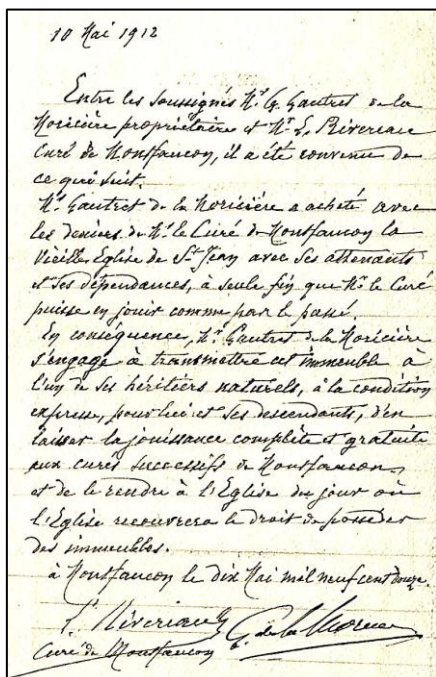 10 Mai 1912
Entre les soussignés Mr G. Gautret de la
Moricière propriétaire et Mr E. Rivereau
Curé de Montfaucon, il a été convenu de
ce qui suit.
Mr Gautret de la Moricière a acheté avec
les deniers de Mr le Curé de Montfaucon la
vieille Eglise de St Jean avec ses attenants
et ses dépendances, à seule fin que Mr le Curé
puisse en jouir comme par le passé.
En conséquence, Mr Gautret de la Moricière
s'engage à transmettre cet immeuble à
l'un de ses héritiers naturels, à la condition
expresse, pour lui et ses descendants, d'en
laisser la jouissance complète et gratuite
aux curés successifs de Montfaucon,
et de le rendre à l'Eglise du jour où
l'Eglise recouvrera le droit de posséder
des immeubles.
à Montfaucon le dix Mai mil neuf cent douze.
Rivereau G. de la
Curé de Montfaucon